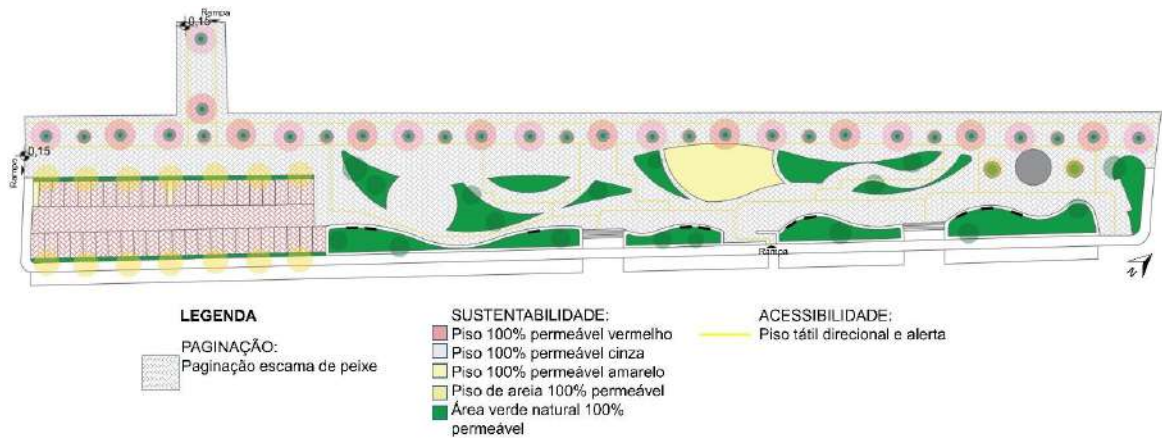 Rampa
0,15
0,15
Rampa
Rampa
N
LEGENDA
PAGINAÇÃO:
Paginação escama de peixe
SUSTENTABILIDADE:
Piso 100% permeável vermelho
Piso 100% permeável cinza
Piso 100% permeável amarelo
Piso de areia 100% permeável
Área verde natural 100%
permeável
ACESSIBILIDADE:
Piso tátil direcional e alerta